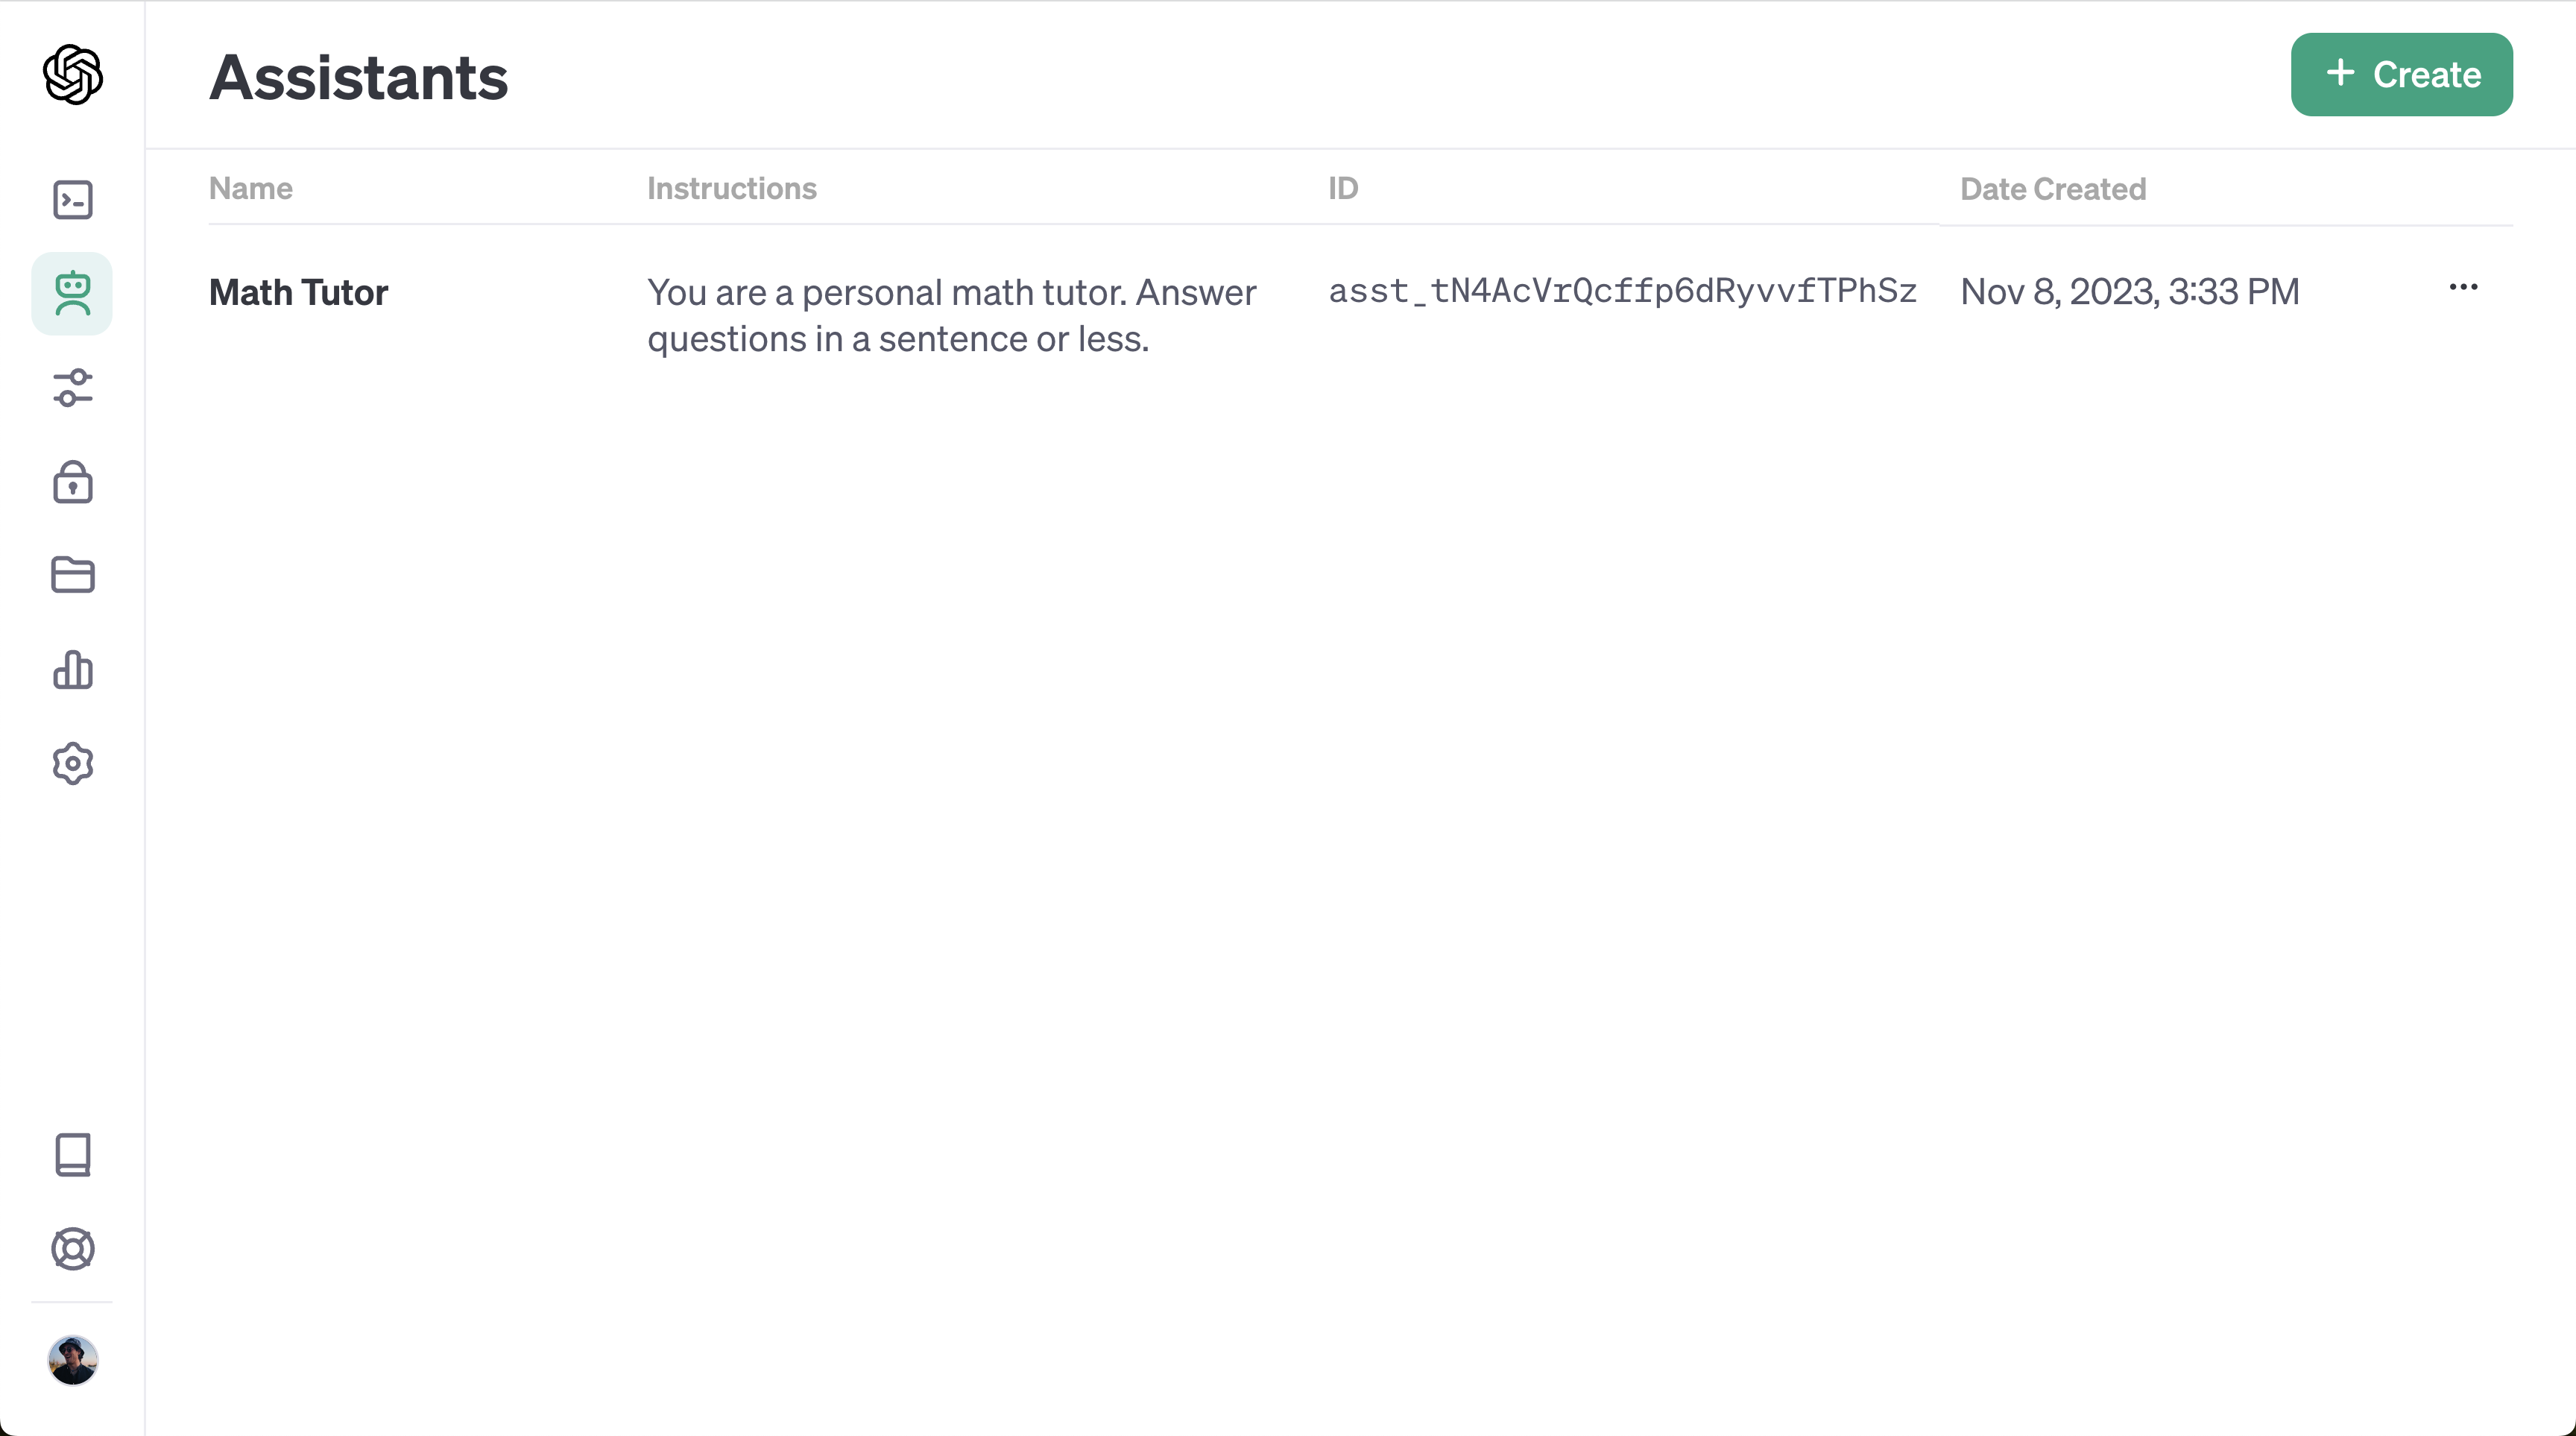 Assistants
+ Create
Name
Instructions
ID
Date Created
Math Tutor
You are a personal math tutor. Answer
questions in a sentence or less.
asst_tN4AcVrQcffp6dRyvvfTPhSz
Nov 8, 2023, 3:33 PM